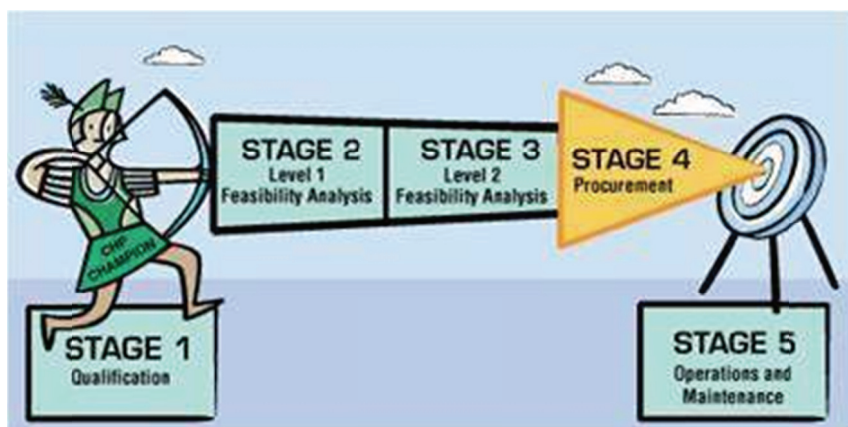 CHP
CHAMPION
STAGE 1
Qualification
STAGE 2
Level 1
Feasibility Analysis
STAGE 3
Level 2
Feasibility Analysis
STAGE 4
Procurement
STAGE 5
Operations and
Maintenance